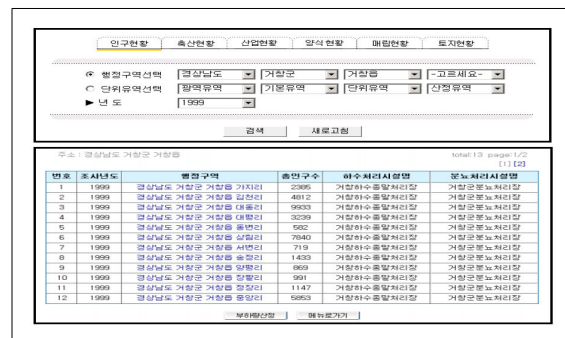 인구현황 축산현황 산업현황 양식현황 매립현황 토지현황
행정구역선택 경상남도 거창군 거창읍 -고르세요-
단위유역선택 광역유역 기본유역 단위유역 산정유역
▶ 년 도 1999
검색 새로고침
주소 : 경상남도 거창군 거창읍 total:13 page:1/2
[1] [2]
번호 조사년도 행정구역 총인구수 하수처리시설명 분뇨처리시설명
1 1999 경상남도 거창군 거창읍 가지리 2385 거창하수종말처리장 거창군분뇨처리장
2 1999 경상남도 거창군 거창읍 김천리 4812 거창하수종말처리장 거창군분뇨처리장
3 1999 경상남도 거창군 거창읍 대동리 9933 거창하수종말처리장 거창군분뇨처리장
4 1999 경상남도 거창군 거창읍 대평리 3239 거창하수종말처리장 거창군분뇨처리장
5 1999 경상남도 거창군 거창읍 동변리 582 거창하수종말처리장 거창군분뇨처리장
6 1999 경상남도 거창군 거창읍 상림리 7840 거창하수종말처리장 거창군분뇨처리장
7 1999 경상남도 거창군 거창읍 서변리 719 거창하수종말처리장 거창군분뇨처리장
8 1999 경상남도 거창군 거창읍 송정리 1433 거창하수종말처리장 거창군분뇨처리장
9 1999 경상남도 거창군 거창읍 양평리 869 거창하수종말처리장 거창군분뇨처리장
10 1999 경상남도 거창군 거창읍 장팔리 991 거창하수종말처리장 거창군분뇨처리장
11 1999 경상남도 거창군 거창읍 정장리 1147 거창하수종말처리장 거창군분뇨처리장
12 1999 경상남도 거창군 거창읍 중앙리 5853 거창하수종말처리장 거창군분뇨처리장
부하량산정 메뉴로가기